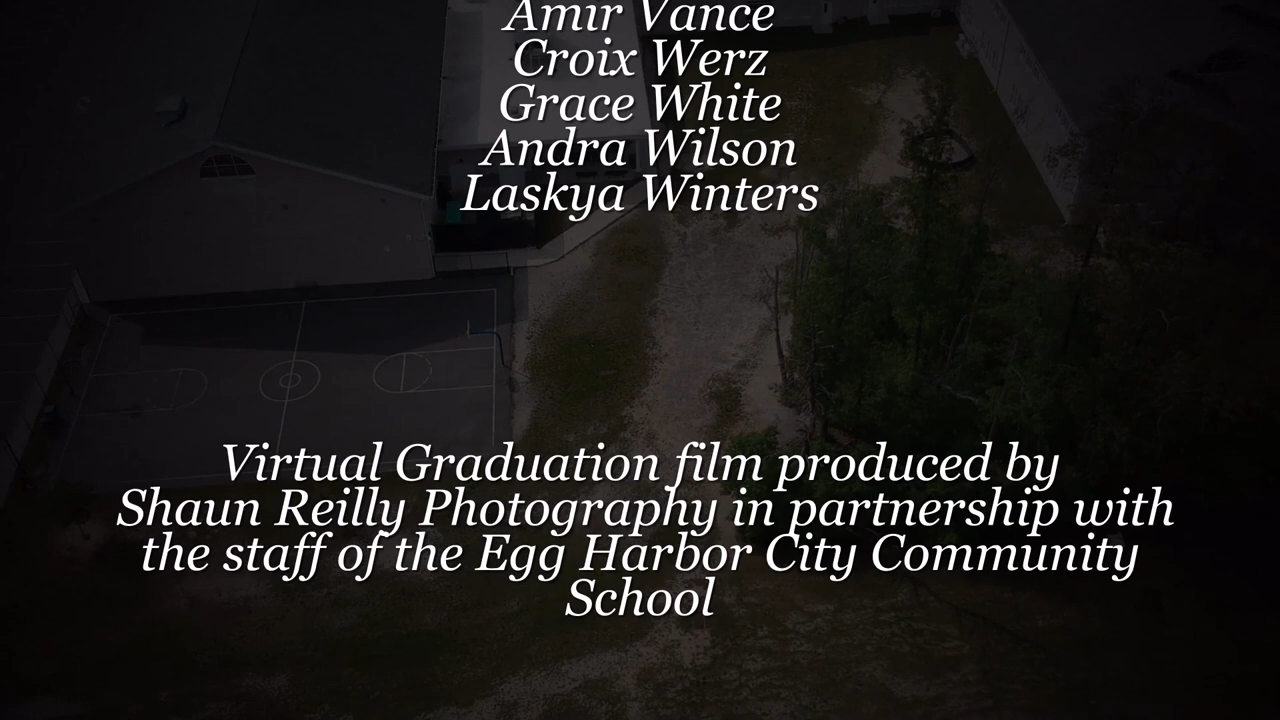 Amir Vance
Croix Werz
Grace White
Andra Wilson
Laskya Winters
Virtual Graduation film produced by
Shaun Reilly Photography in partnership with
the staff of the Egg Harbor City Community
School